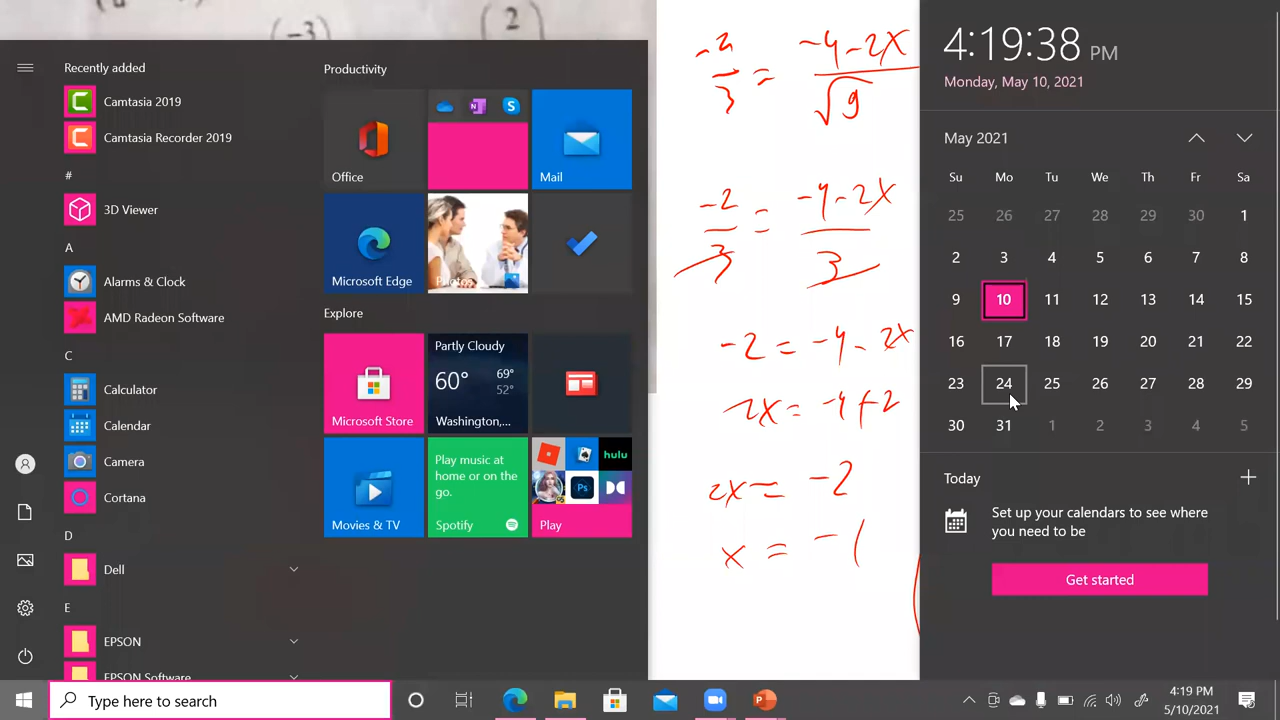 (-3)
(2)
Recently added
Camtasia 2019
Camtasia Recorder 2019
#
3D Viewer
A
Alarms & Clock
AMD Radeon Software
C
Calculator
Calendar
Camera
Cortana
D
Dell
E
EPSON
EPSON Software
Productivity
Office
Mail
Microsoft Edge
Photos
Explore
Microsoft Store
Partly Cloudy
60° 69°
52°
Washington,...
Movies & TV
Play music at
home or on the
go.
Spotify
hulu
Ps
Play
-2/3 = -4-2x/√9
-2/3 = -4-2x/3
-2 = -4-2x
2x = -4+2
2x = -2
x = -1
4:19:38 PM
Monday, May 10, 2021
May 2021
Su Mo Tu We Th Fr Sa
25 26 27 28 29 30 1
2 3 4 5 6 7 8
9 10 11 12 13 14 15
16 17 18 19 20 21 22
23 24 25 26 27 28 29
30 31 1 2 3 4 5
Today
Set up your calendars to see where
you need to be
Get started
Type here to search
4:19 PM
5/10/2021